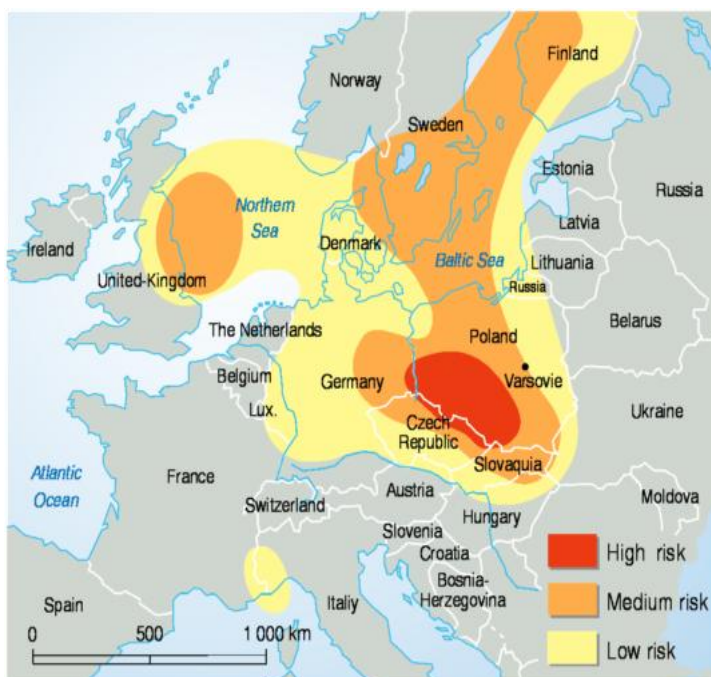 Finland
Norway
Sweden
Estonia
Russia
Northern
Sea
Latvia
Ireland
Denmark
Baltic Sea
Lithuania
United-Kingdom
Russia
The Netherlands
Poland
Belarus
Belgium
Germany
Varsovie
Lux.
Czech
Republic
Ukraine
Slovaquia
Atlantic
Ocean
France
Austria
Switzerland
Moldova
Hungary
Slovenia
Croatia
Bosnia-
Herzegovina
Spain
Italiy
High risk
Medium risk
Low risk
0 500 1 000 km